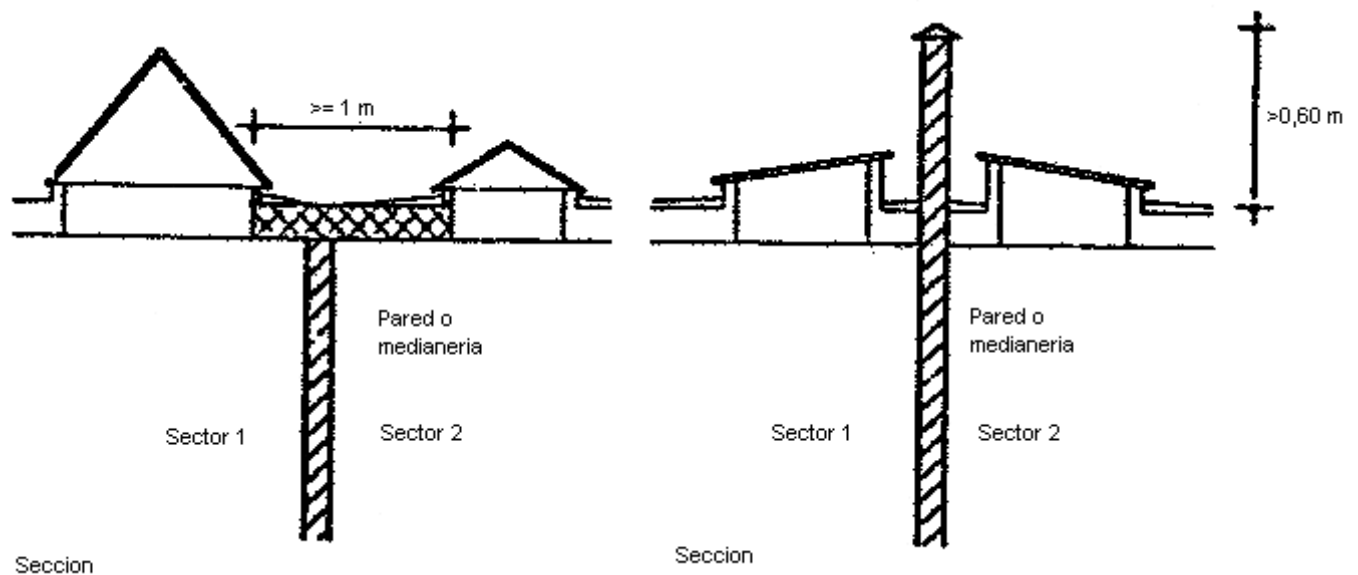 >= 1 m
Pared o
medianeria
Sector 1
Sector 2
Seccion
>0,60 m
Pared o
medianeria
Sector 1
Sector 2
Seccion